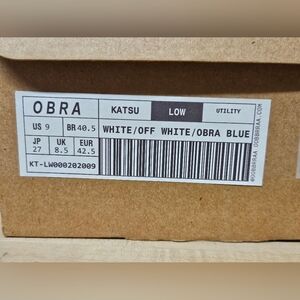 OBRA
KATSU
LOW
UTILITY
US 9
BR 40.5
WHITE/OFF WHITE/OBRA BLUE
JP
27
UK
8.5
EUR
42.5
KT-LW000202009